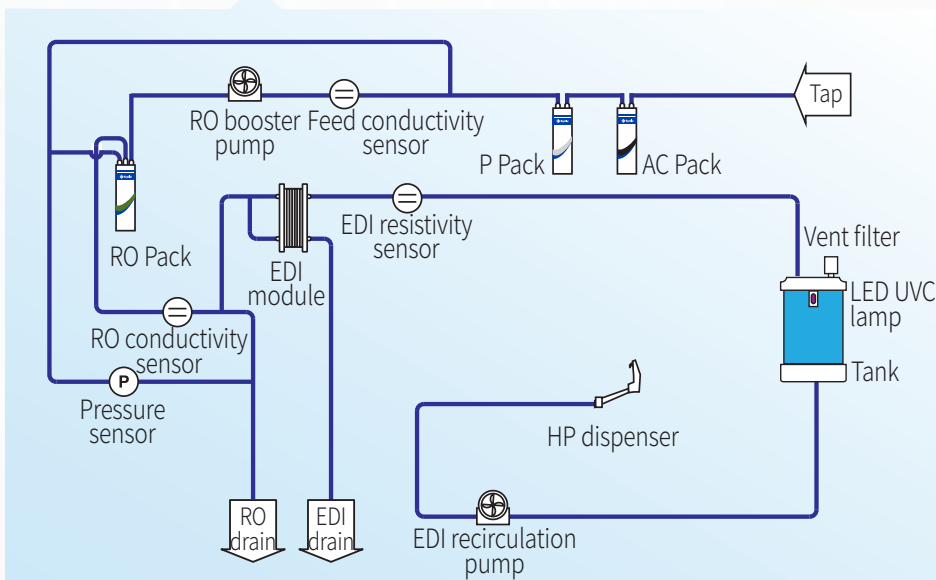 Tap
RO booster
pump
Feed conductivity
sensor
P Pack
AC Pack
RO Pack
EDI
module
EDI resistivity
sensor
Vent filter
LED UVC
lamp
Tank
RO conductivity
sensor
P
Pressure
sensor
HP dispenser
RO
drain
EDI
drain
EDI recirculation
pump